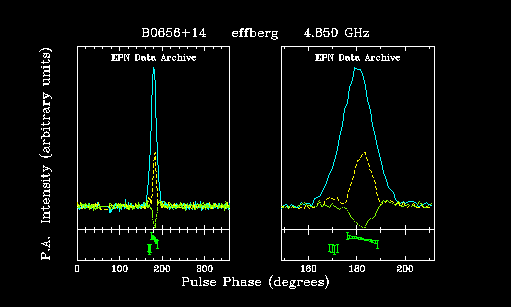 B0656+14 effberg 4.850 GHz
EPN Data Archive EPN Data Archive
Intensity (arbitrary units)
P.A.
0 100 200 300 160 180 200
Pulse Phase (degrees)